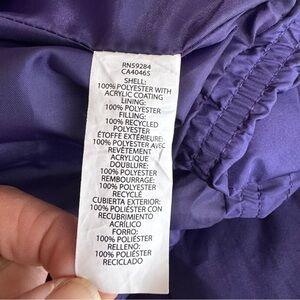 RN59284
CA40465
SHELL:
100% POLYESTER WITH
ACRYLIC COATING
LINING:
100% POLYESTER
FILLING:
100% RECYCLED
POLYESTER
ÉTOFFE EXTÉRIEURE:
100% POLYESTER AVEC
REVÊTEMENT
ACRYLIQUE
DOUBLURE:
100% POLYESTER
REMBOURRAGE:
100% POLYESTER
RECYCLÉ
CUBIERTA EXTERIOR:
100% POLIÉSTER CON
RECUBRIMIENTO
ACRÍLICO
FORRO:
100% POLIÉSTER
RELLENO:
100% POLIÉSTER
RECICLADO